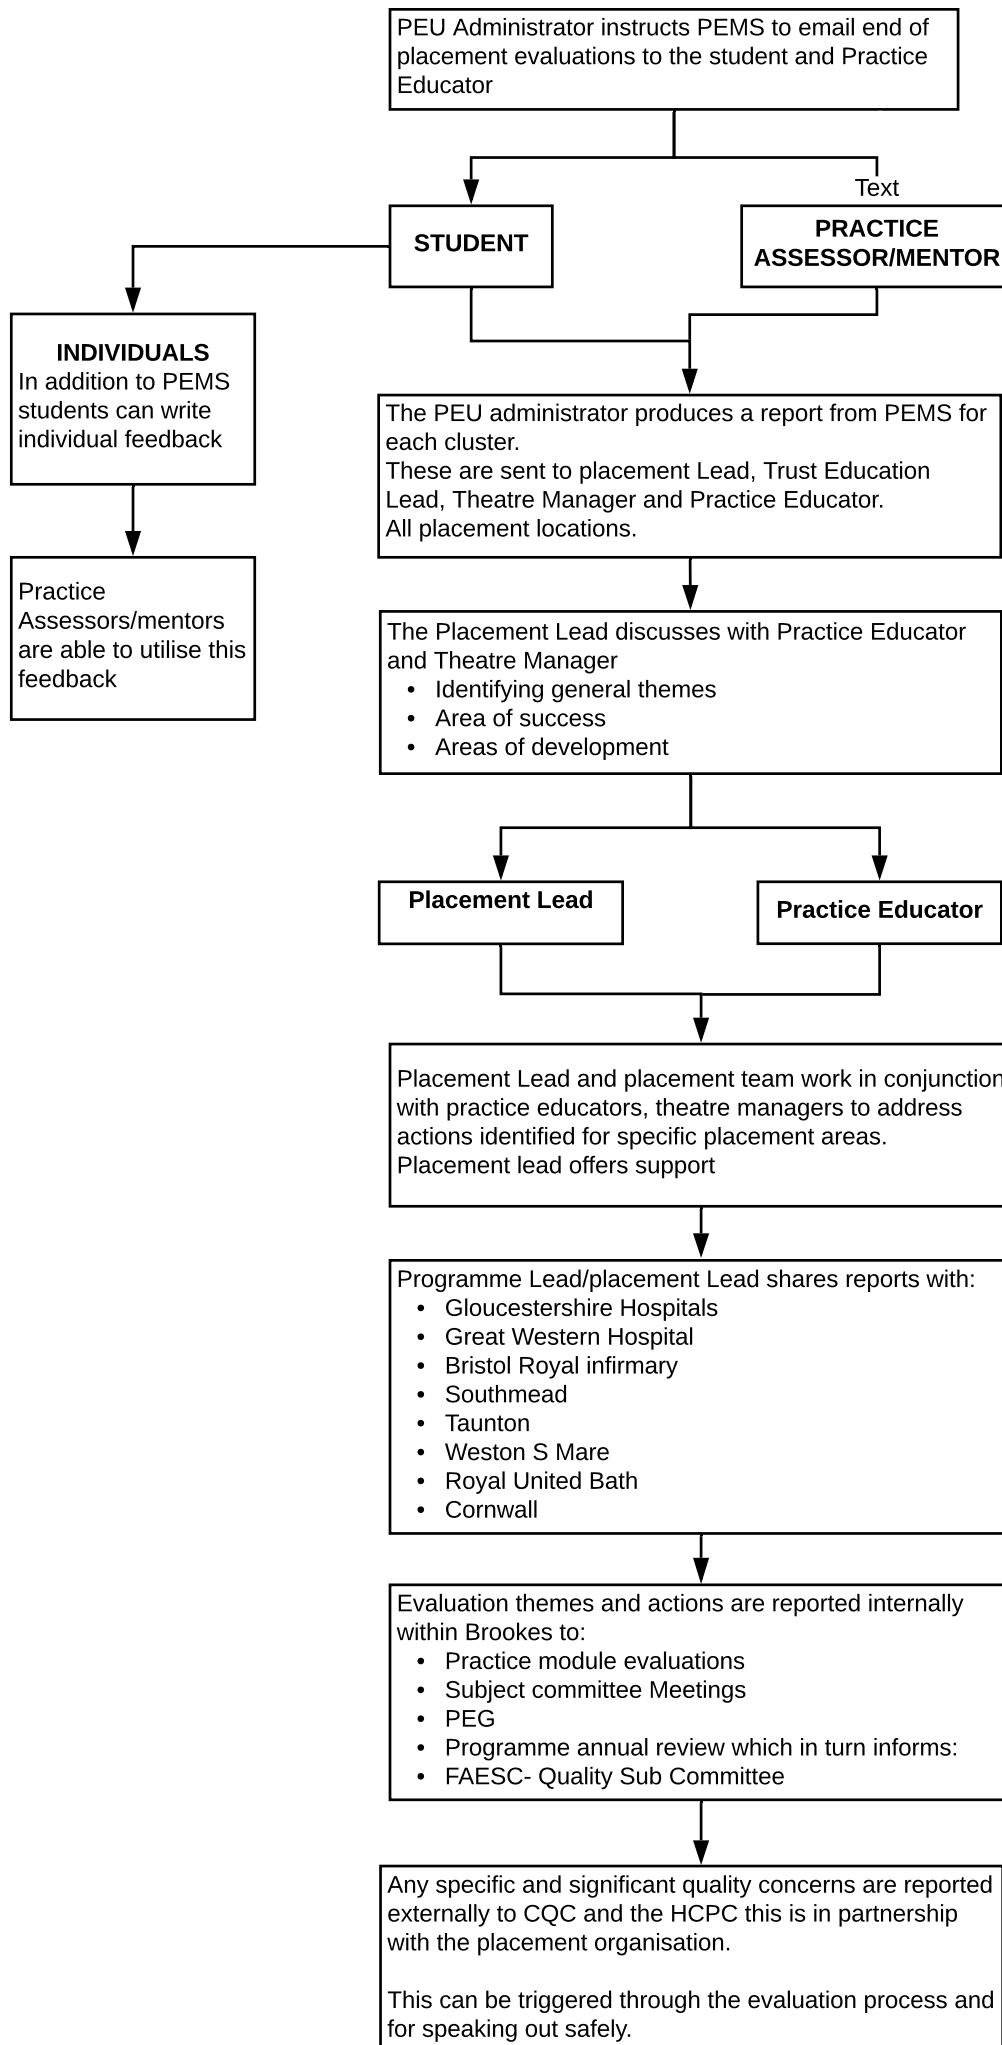 PEU Administrator instructs PEMS to email end of
placement evaluations to the student and Practice
Educator
Text
STUDENT
PRACTICE
ASSESSOR/MENTOR
INDIVIDUALS
In addition to PEMS
students can write
individual feedback
Practice
Assessors/mentors
are able to utilise this
feedback
The PEU administrator produces a report from PEMS for
each cluster.
These are sent to placement Lead, Trust Education
Lead, Theatre Manager and Practice Educator.
All placement locations.
The Placement Lead discusses with Practice Educator
and Theatre Manager
• Identifying general themes
• Area of success
• Areas of development
Placement Lead
Practice Educator
Placement Lead and placement team work in conjunction
with practice educators, theatre managers to address
actions identified for specific placement areas.
Placement lead offers support
Programme Lead/placement Lead shares reports with:
• Gloucestershire Hospitals
• Great Western Hospital
• Bristol Royal infirmary
• Southmead
• Taunton
• Weston S Mare
• Royal United Bath
• Cornwall
Evaluation themes and actions are reported internally
within Brookes to:
• Practice module evaluations
• Subject committee Meetings
• PEG
• Programme annual review which in turn informs:
• FAESC- Quality Sub Committee
Any specific and significant quality concerns are reported
externally to CQC and the HCPC this is in partnership
with the placement organisation.
This can be triggered through the evaluation process and
for speaking out safely.